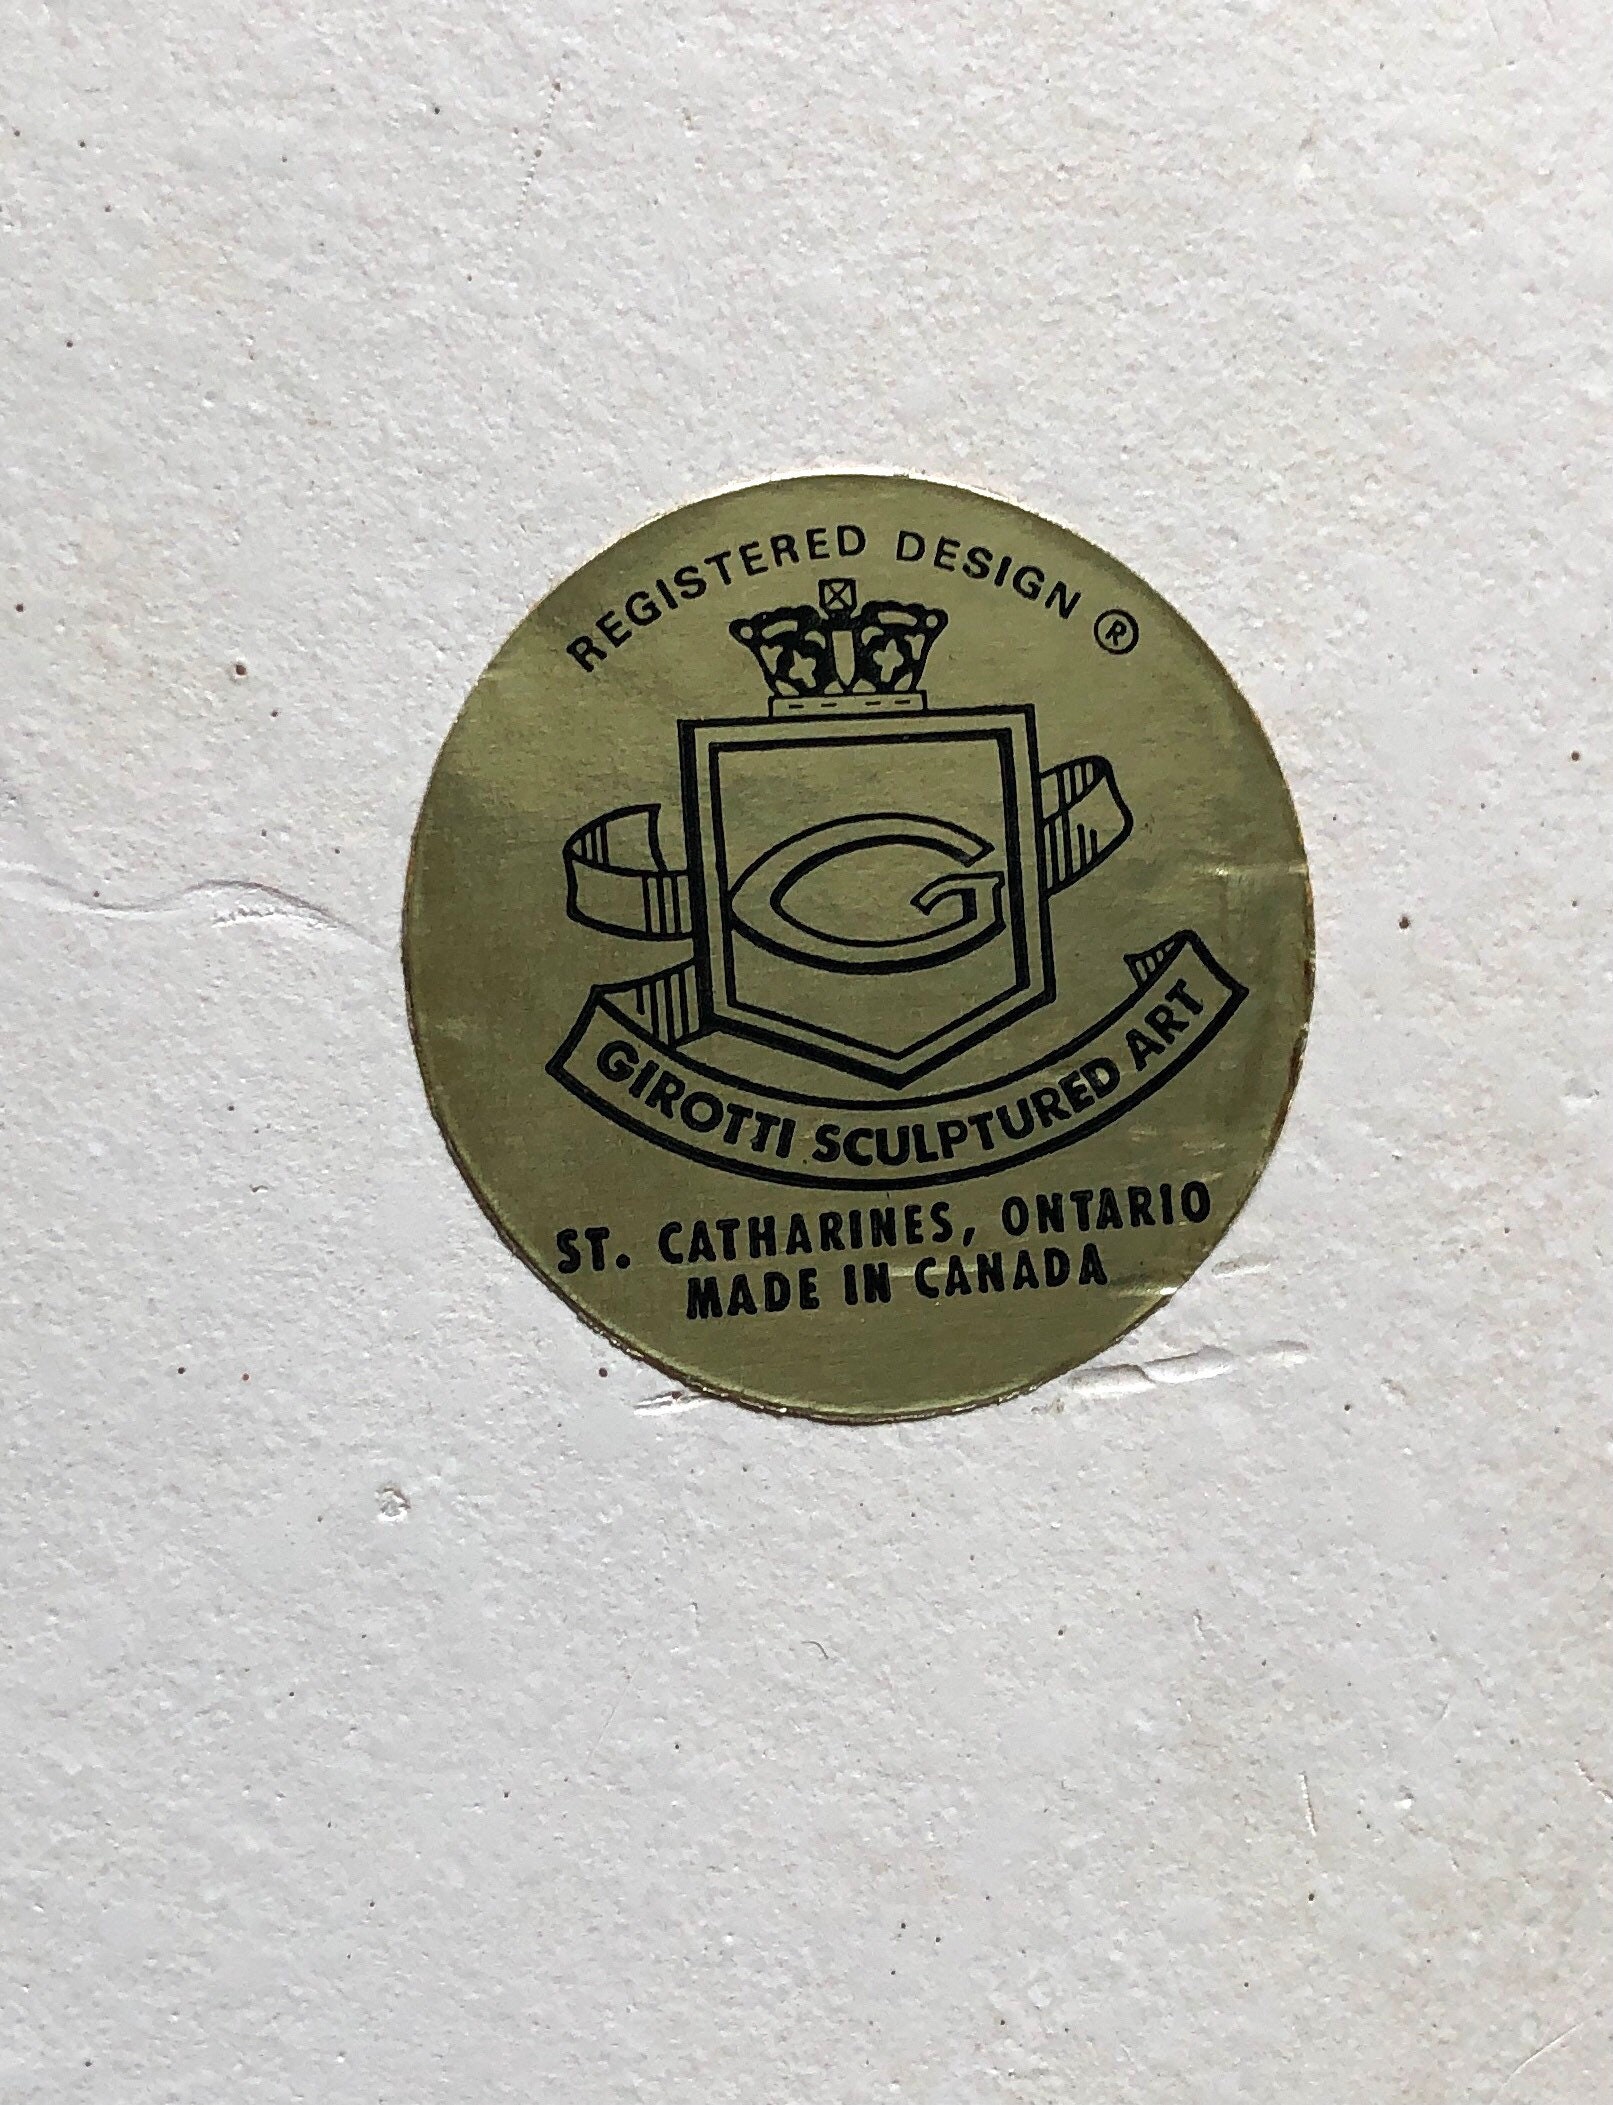 REGISTERED DESIGN ®
G
GIROTTI SCULPTURED ART
ST. CATHARINES, ONTARIO
MADE IN CANADA